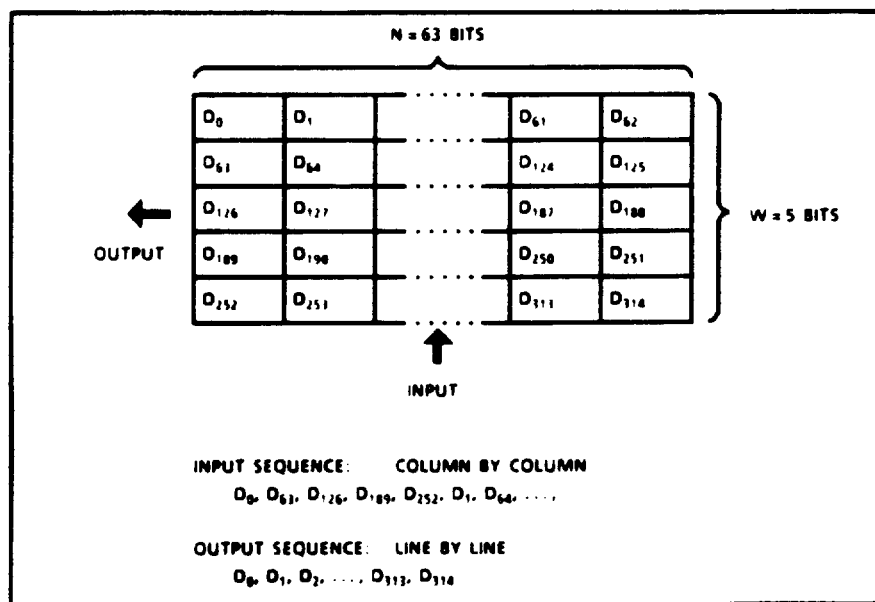 N = 63 BITS
D0 D1 ...... D61 D62
D63 D64 ...... D124 D125
D126 D127 ...... D187 D188
W = 5 BITS
OUTPUT
D189 D190 ...... D250 D251
D252 D253 ...... D313 D314
INPUT
INPUT SEQUENCE: COLUMN BY COLUMN
D0, D63, D126, D189, D252, D1, D64, ...,
OUTPUT SEQUENCE: LINE BY LINE
D0, D1, D2, ..., D313, D314